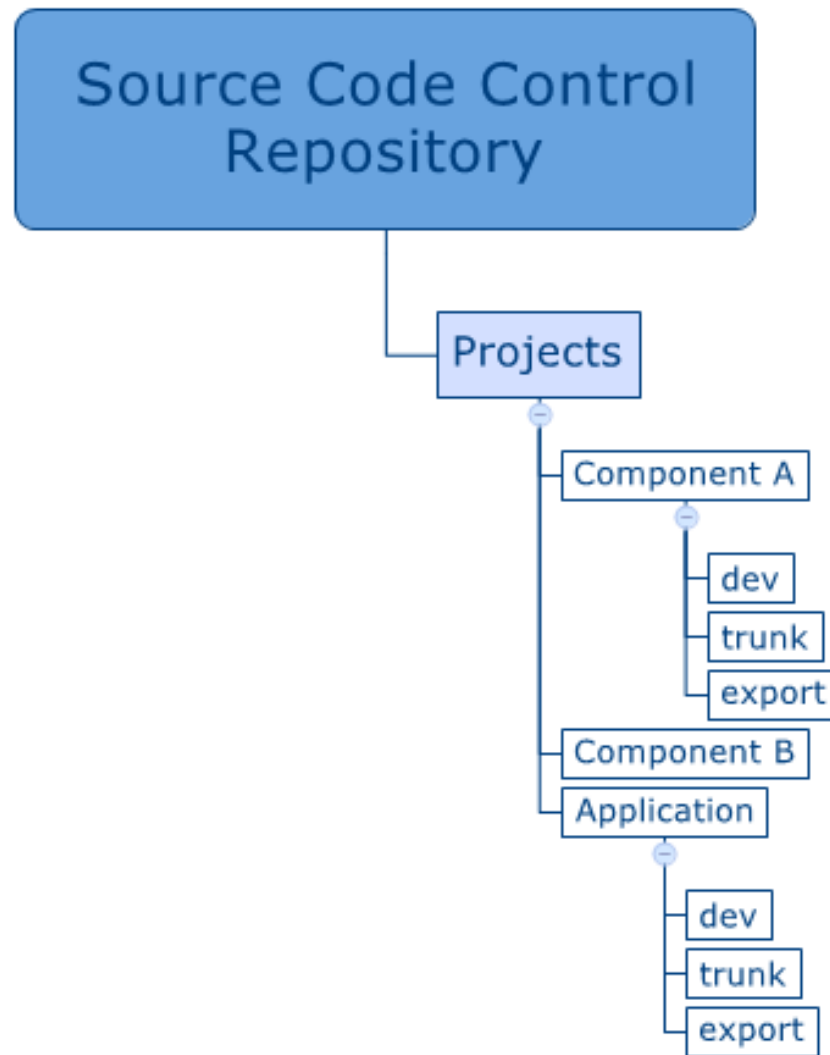 Source Code Control
Repository
Projects
Component A
dev
trunk
export
Component B
Application
dev
trunk
export